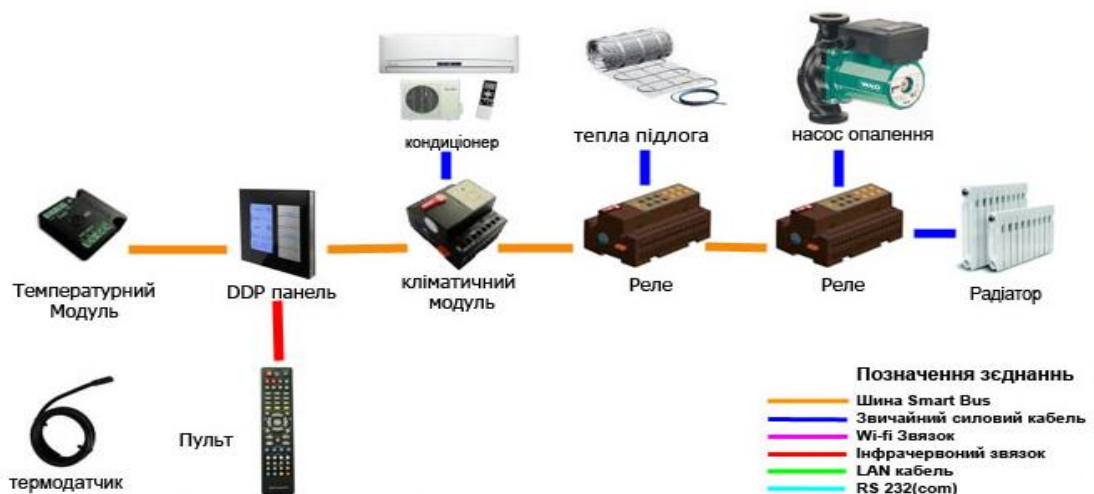 кондиціонер
тепла підлога
насос опалення
WILO
Температурний
Модуль
DDP панель
кліматичний
модуль
Реле
Реле
Радіатор
термодатчик
Пульт
Позначення зєднаннь
Шина Smart Bus
Звичайний силовий кабель
Wi-fi Звязок
Інфрачервоний звязок
LAN кабель
RS 232(com)